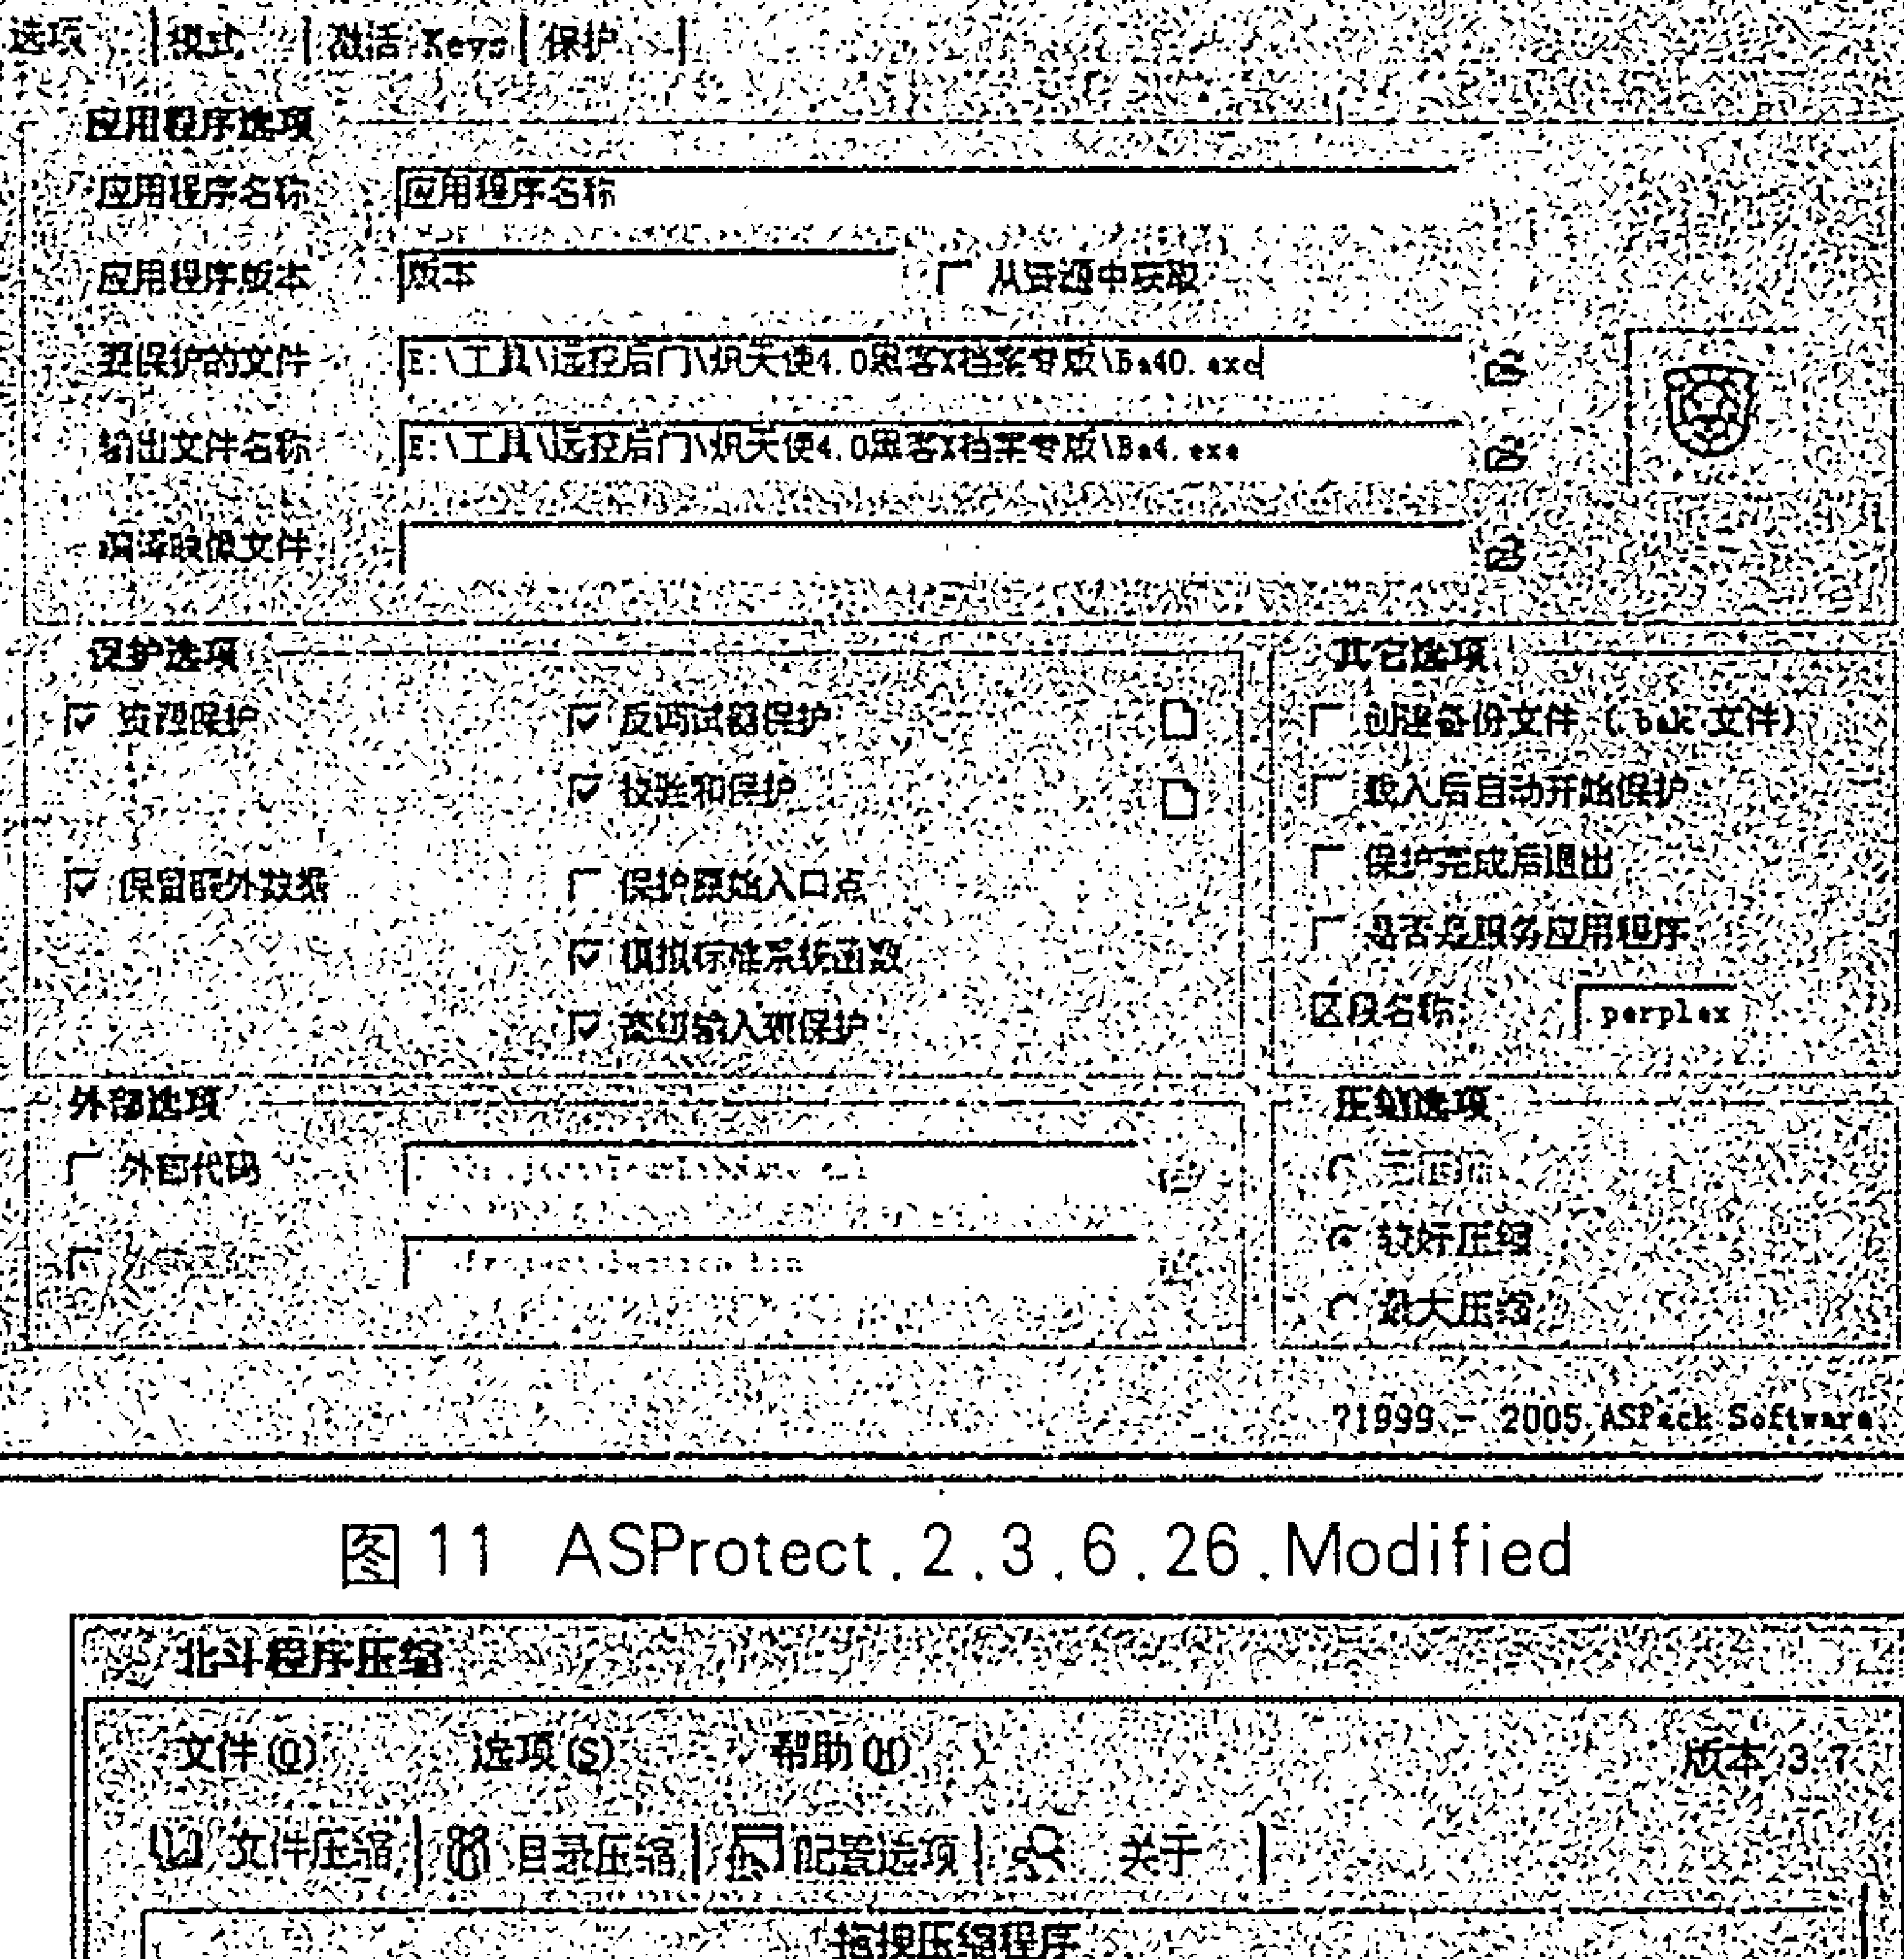 选项 模式 激活 Keys 保护
应用程序选项
应用程序名称 应用程序名称
应用程序版本 版本 从资源中获取
要保护的文件 E:\工具\远控后门\炽天使4.0黑客X档案专版\Ba40.exe
输出文件名称 E:\工具\远控后门\炽天使4.0黑客X档案专版\Ba4.exe
编译映像文件
保护选项 其它选项
资源保护 反调试器保护 创建备份文件 (.bak 文件)
校验和保护 载入后自动开始保护
保护完成后退出
保留额外数据 保护原始入口点
是否是服务应用程序
模拟标准系统函数
区段名称 .perplex
高级输入表保护
外部选项 压缩选项
外部代码 无压缩
较好压缩
最大压缩
?1999 - 2005 ASPack Software
图11 ASProtect.2.3.6.26.Modified
北斗程序压缩
文件(O) 选项(S) 帮助(H) 版本 3.7
文件压缩 目录压缩 配置选项 关于
拖拽压缩程序